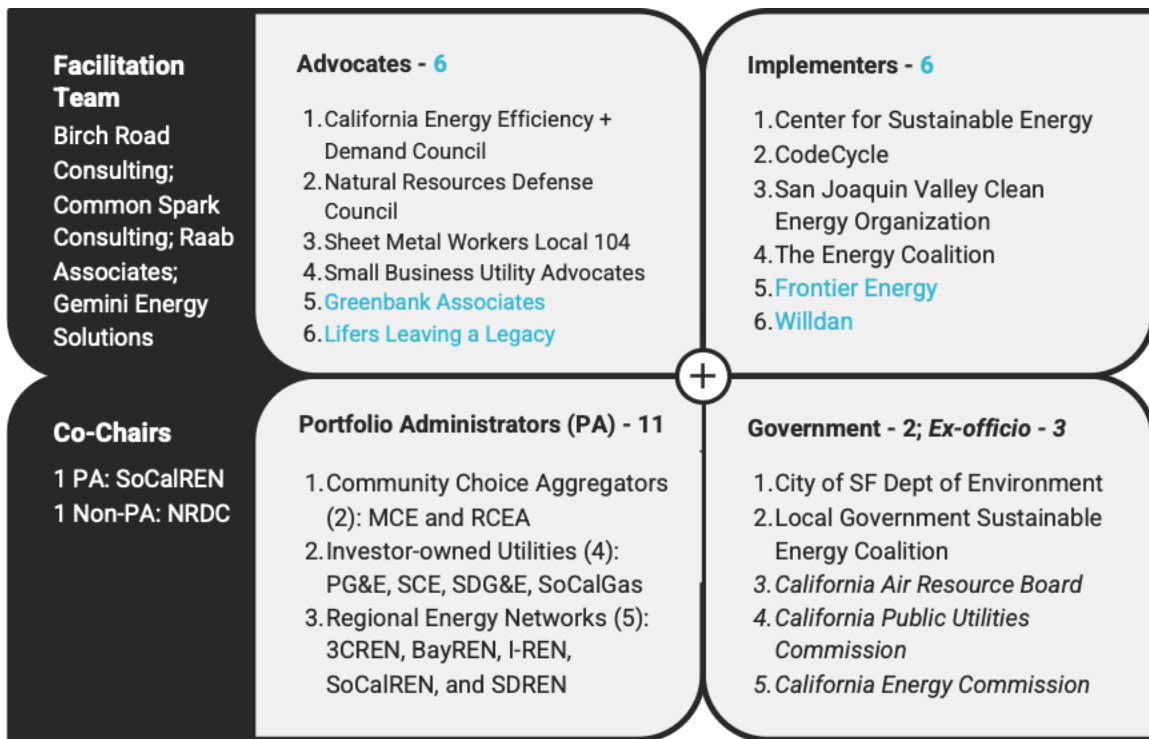 Facilitation
Team
Birch Road
Consulting;
Common Spark
Consulting; Raab
Associates;
Gemini Energy
Solutions
Advocates - 6
1.California Energy Efficiency +
Demand Council
2.Natural Resources Defense
Council
3.Sheet Metal Workers Local 104
4.Small Business Utility Advocates
5.Greenbank Associates
6.Lifers Leaving a Legacy
Implementers - 6
1.Center for Sustainable Energy
2.CodeCycle
3.San Joaquin Valley Clean
Energy Organization
4.The Energy Coalition
5.Frontier Energy
6.Willdan
+
Co-Chairs
1 PA: SoCalREN
1 Non-PA: NRDC
Portfolio Administrators (PA) - 11
1.Community Choice Aggregators
(2): MCE and RCEA
2.Investor-owned Utilities (4):
PG&E, SCE, SDG&E, SoCalGas
3.Regional Energy Networks (5):
3CREN, BayREN, I-REN,
SoCalREN, and SDREN
Government - 2; Ex-officio - 3
1.City of SF Dept of Environment
2.Local Government Sustainable
Energy Coalition
3.California Air Resource Board
4.California Public Utilities
Commission
5.California Energy Commission